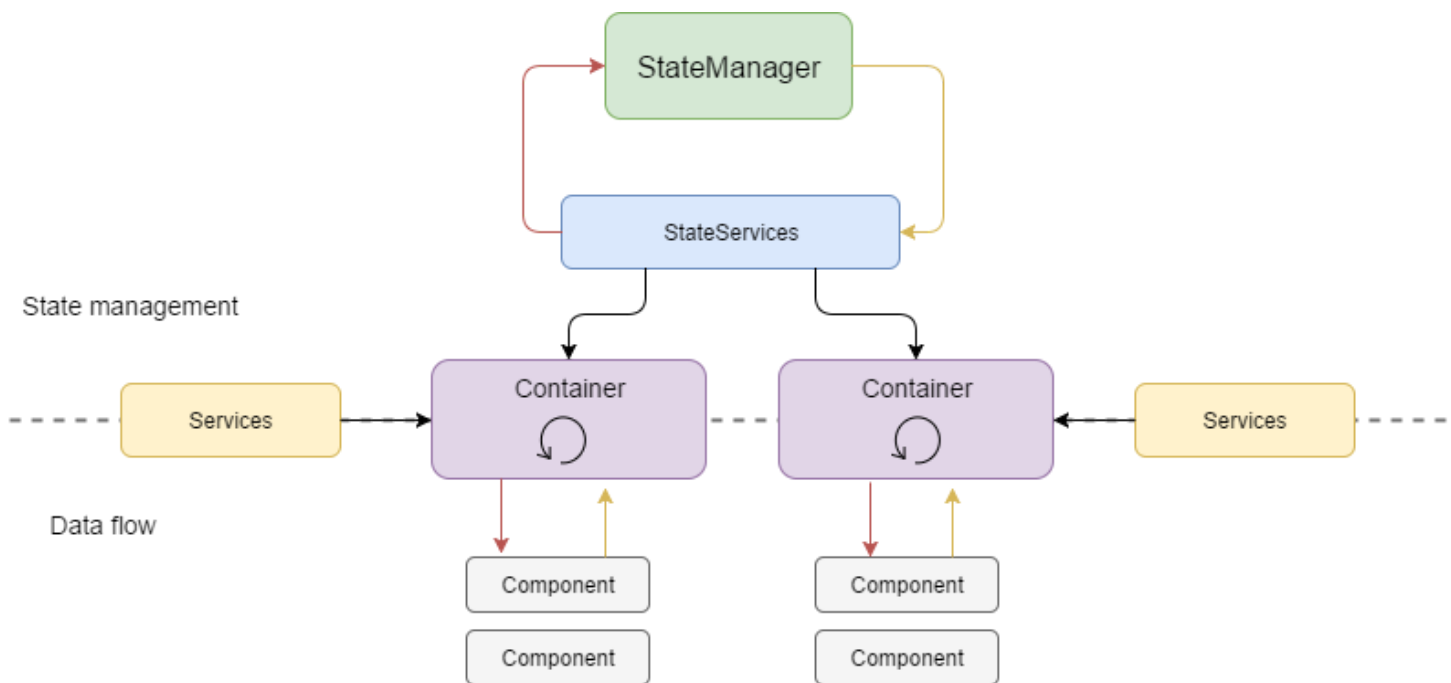 StateManager
StateServices
State management
Container
Container
Services
Services
Data flow
Component
Component
Component
Component